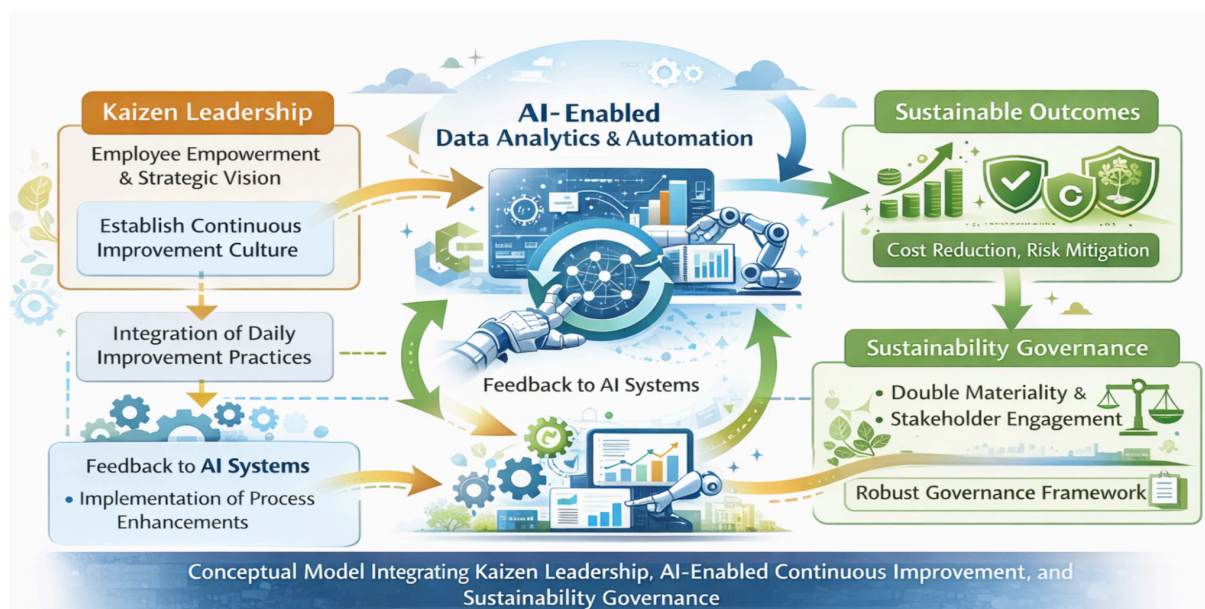 Kaizen Leadership
Employee Empowerment
& Strategic Vision
Establish Continuous
Improvement Culture
Integration of Daily
Improvement Practices
Feedback to AI Systems
• Implementation of Process
Enhancements
AI-Enabled
Data Analytics & Automation
Feedback to AI Systems
Sustainable Outcomes
Cost Reduction, Risk Mitigation
Sustainability Governance
• Double Materiality &
• Stakeholder Engagement
Robust Governance Framework
Conceptual Model Integrating Kaizen Leadership, AI-Enabled Continuous Improvement, and
Sustainability Governance